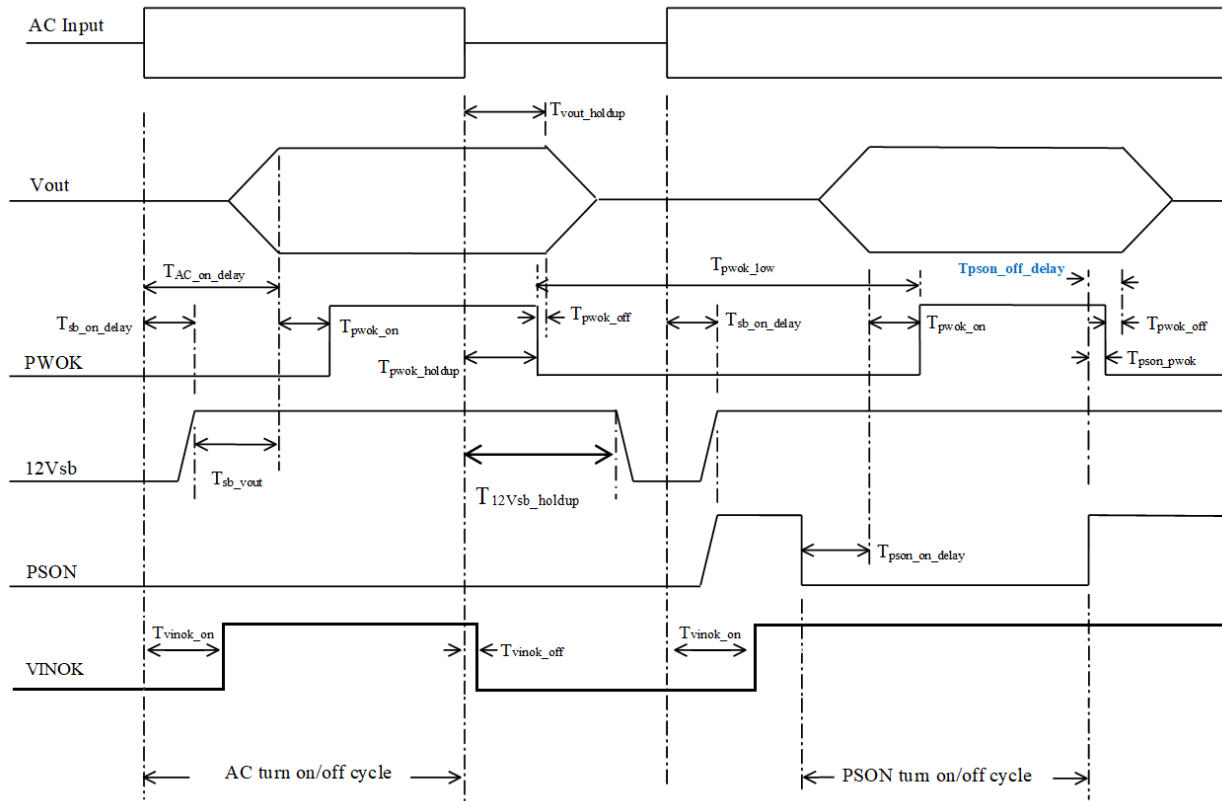 AC Input
Tvout_holdup
Vout
TAC_on_delay
Tpwok_low
Tpson_off_delay
Tsb_on_delay
Tpwok_on
Tpwok_off
Tsb_on_delay
Tpwok_on
Tpwok_off
PWOK
Tpwok_holdup
Tpson_pwok
12Vsb
Tsb_vout
T12Vsb_holdup
PSON
Tpson_on_delay
Tvinok_on
Tvinok_off
Tvinok_on
VINOK
AC turn on/off cycle
PSON turn on/off cycle